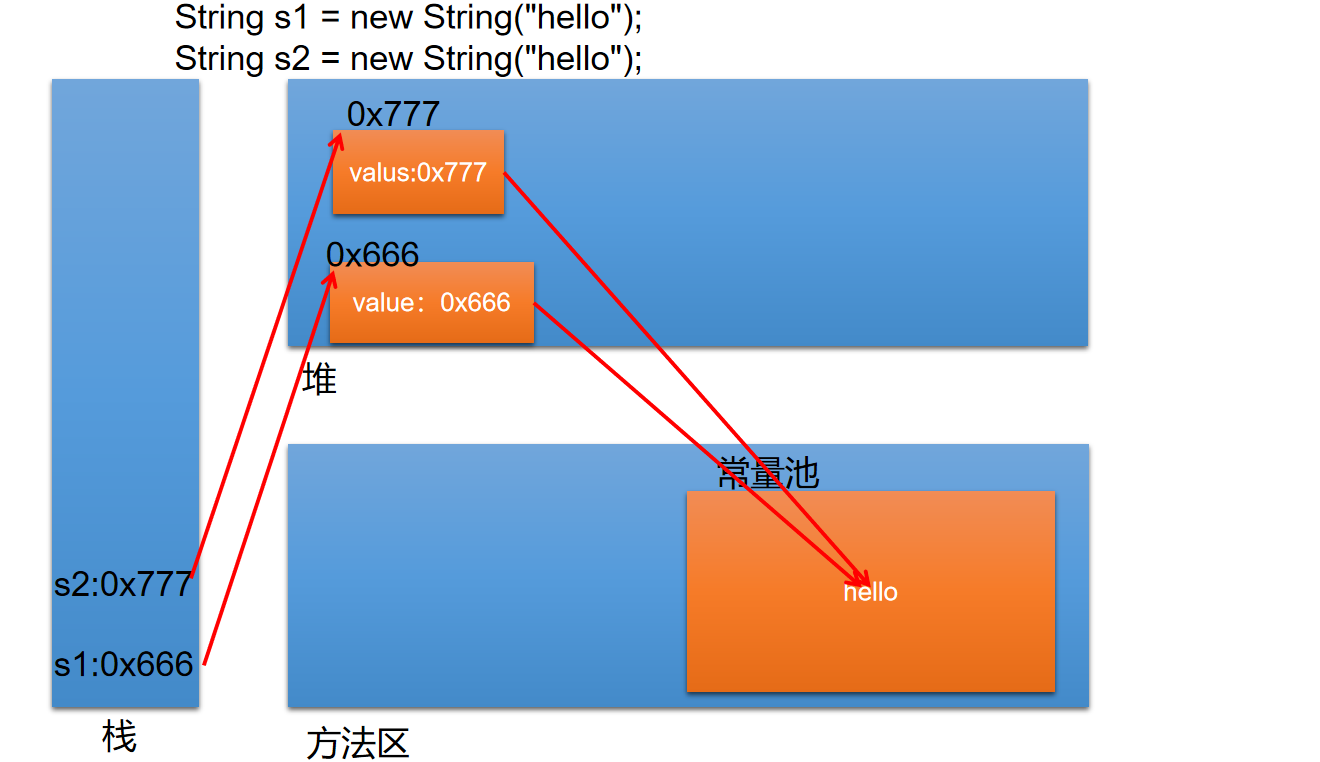 String s1 = new String("hello");
String s2 = new String("hello");
0x777
valus:0x777
0x666
value：0x666
堆
常量池
hello
s2:0x777
s1:0x666
栈
方法区